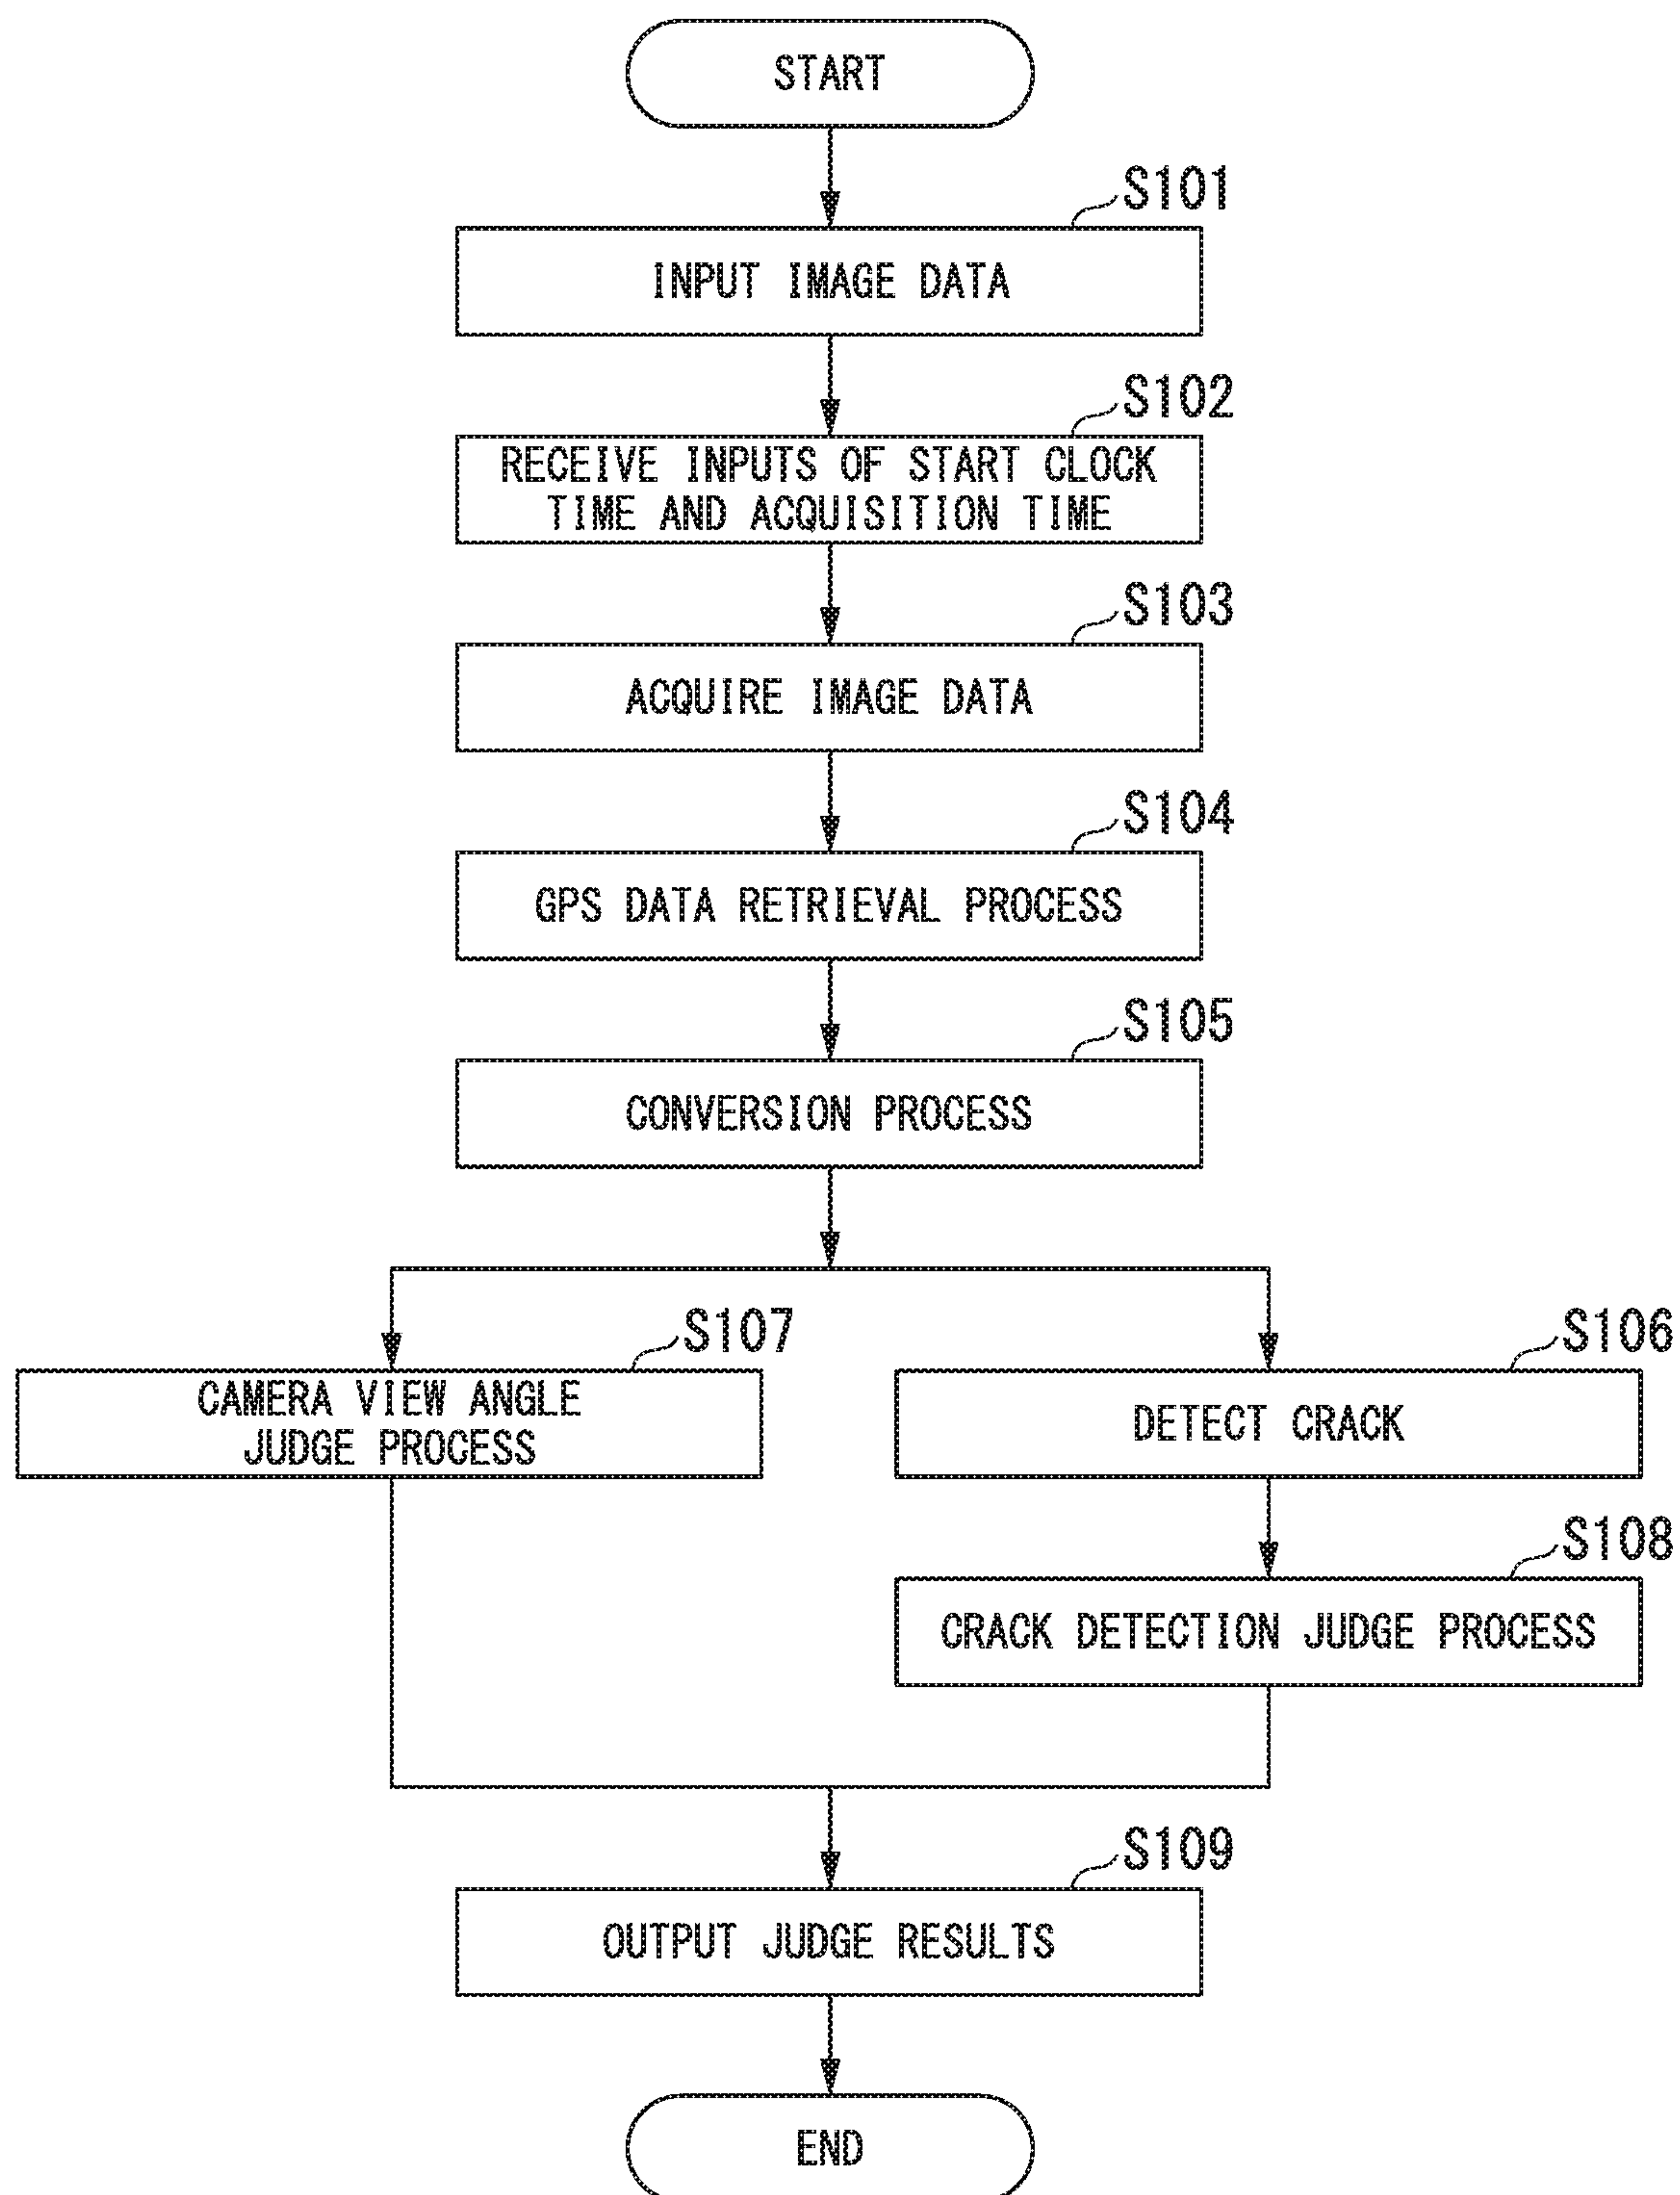 START
S101
INPUT IMAGE DATA
S102
RECEIVE INPUTS OF START CLOCK
TIME AND ACQUISITION TIME
S103
ACQUIRE IMAGE DATA
S104
GPS DATA RETRIEVAL PROCESS
S105
CONVERSION PROCESS
S107
CAMERA VIEW ANGLE
JUDGE PROCESS
S106
DETECT CRACK
S108
CRACK DETECTION JUDGE PROCESS
S109
OUTPUT JUDGE RESULTS
END